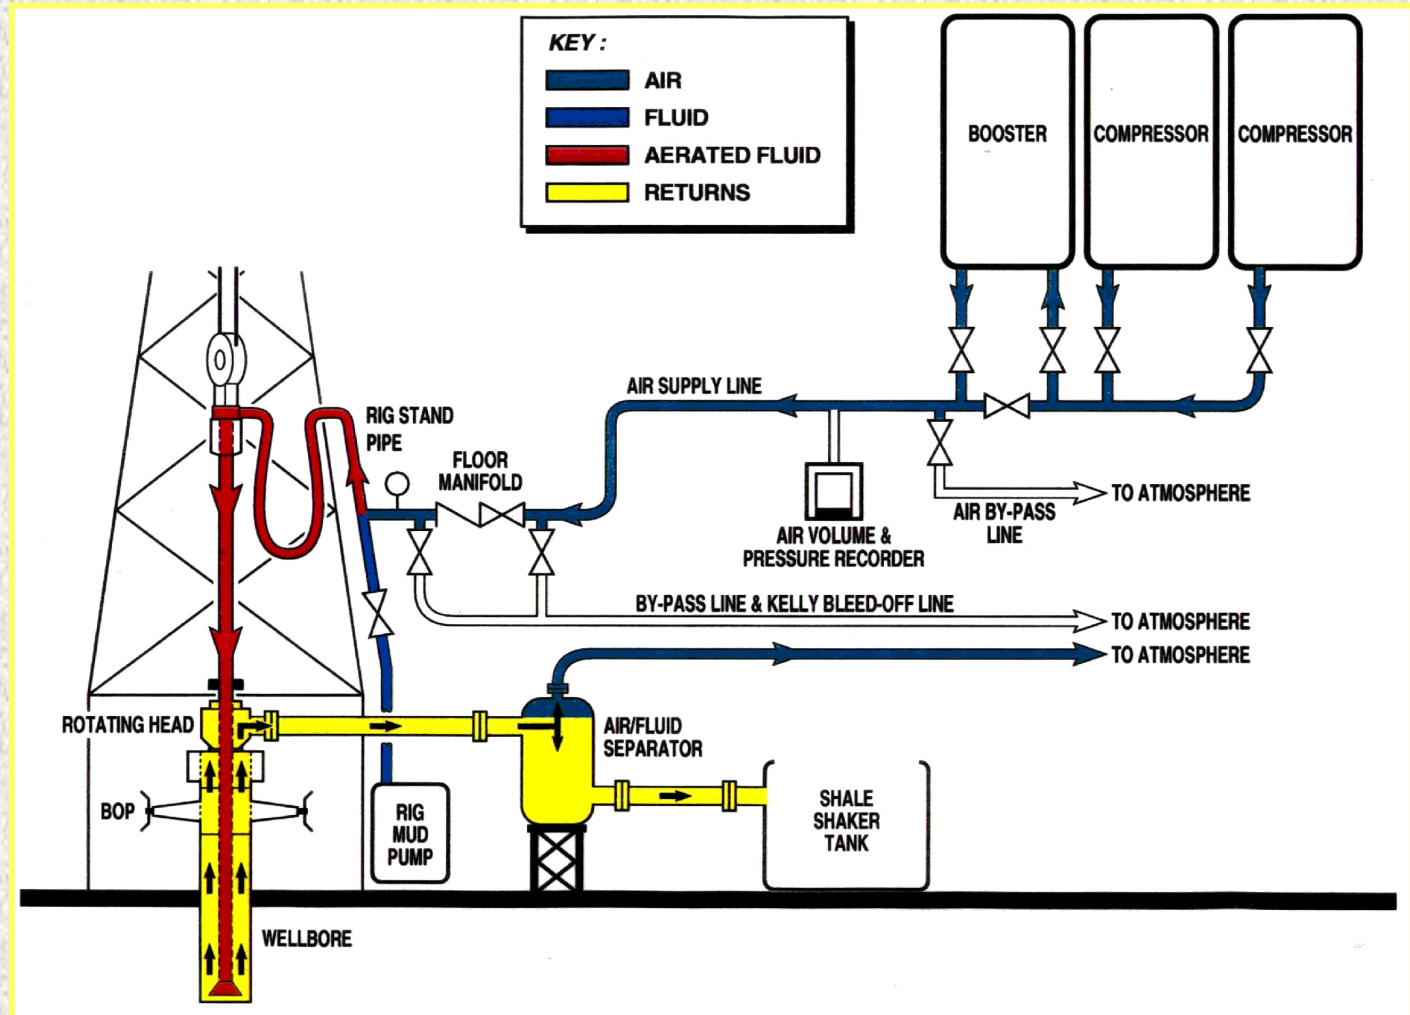 KEY :
AIR
FLUID
AERATED FLUID
RETURNS
BOOSTER
COMPRESSOR
COMPRESSOR
AIR SUPPLY LINE
RIG STAND
PIPE
FLOOR
MANIFOLD
TO ATMOSPHERE
AIR BY-PASS
LINE
AIR VOLUME &
PRESSURE RECORDER
BY-PASS LINE & KELLY BLEED-OFF LINE
TO ATMOSPHERE
TO ATMOSPHERE
ROTATING HEAD
AIR/FLUID
SEPARATOR
BOP
RIG
MUD
PUMP
SHALE
SHAKER
TANK
WELLBORE